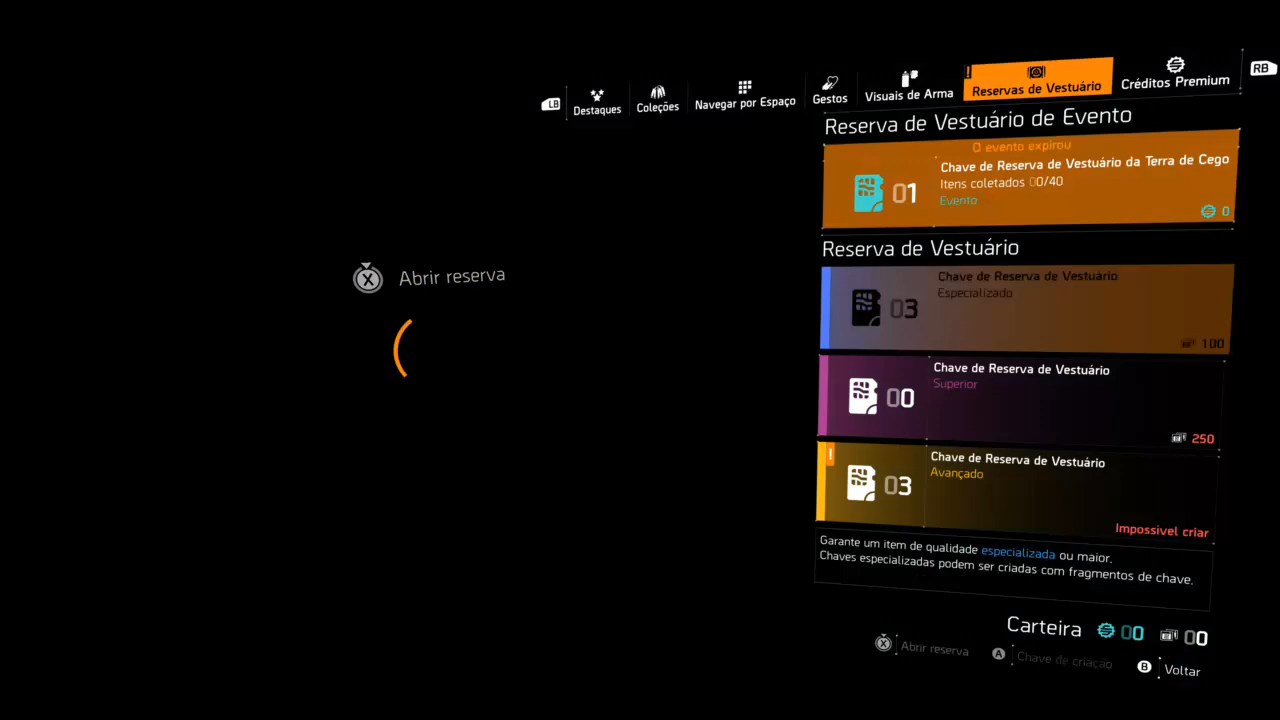 LB
Destaques
Coleções
Navegar por Espaço
Gestos
Visuais de Arma
Reservas de Vestuário
Créditos Premium
RB
Reserva de Vestuário de Evento
O evento expirou
Chave de Reserva de Vestuário da Terra de Cego
01
Itens coletados 00/40
Evento
0
Reserva de Vestuário
Chave de Reserva de Vestuário
Especializado
03
100
Chave de Reserva de Vestuário
Superior
00
250
!
Chave de Reserva de Vestuário
Avançado
03
Impossível criar
X Abrir reserva
Garante um item de qualidade especializada ou maior.
Chaves especializadas podem ser criadas com fragmentos de chave.
Carteira 00 00
X Abrir reserva A Chave de criação B Voltar